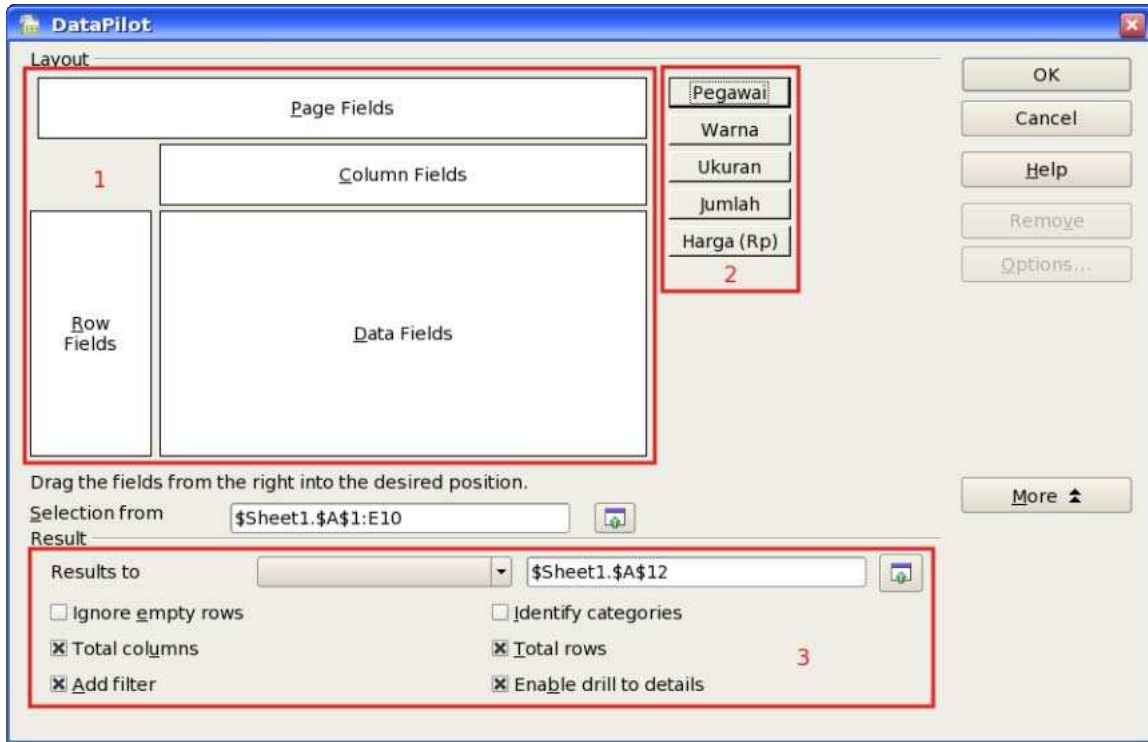 DataPilot
Layout
Page Fields
1
Column Fields
Row
Fields
Data Fields
Pegawai
Warna
Ukuran
Jumlah
Harga (Rp)
2
OK
Cancel
Help
Remove
Options...
Drag the fields from the right into the desired position.
More
Selection from
$Sheet1.$A$1:E10
Result
Results to
$Sheet1.$A$12
Ignore empty rows
Identify categories
Total columns
Total rows
3
Add filter
Enable drill to details